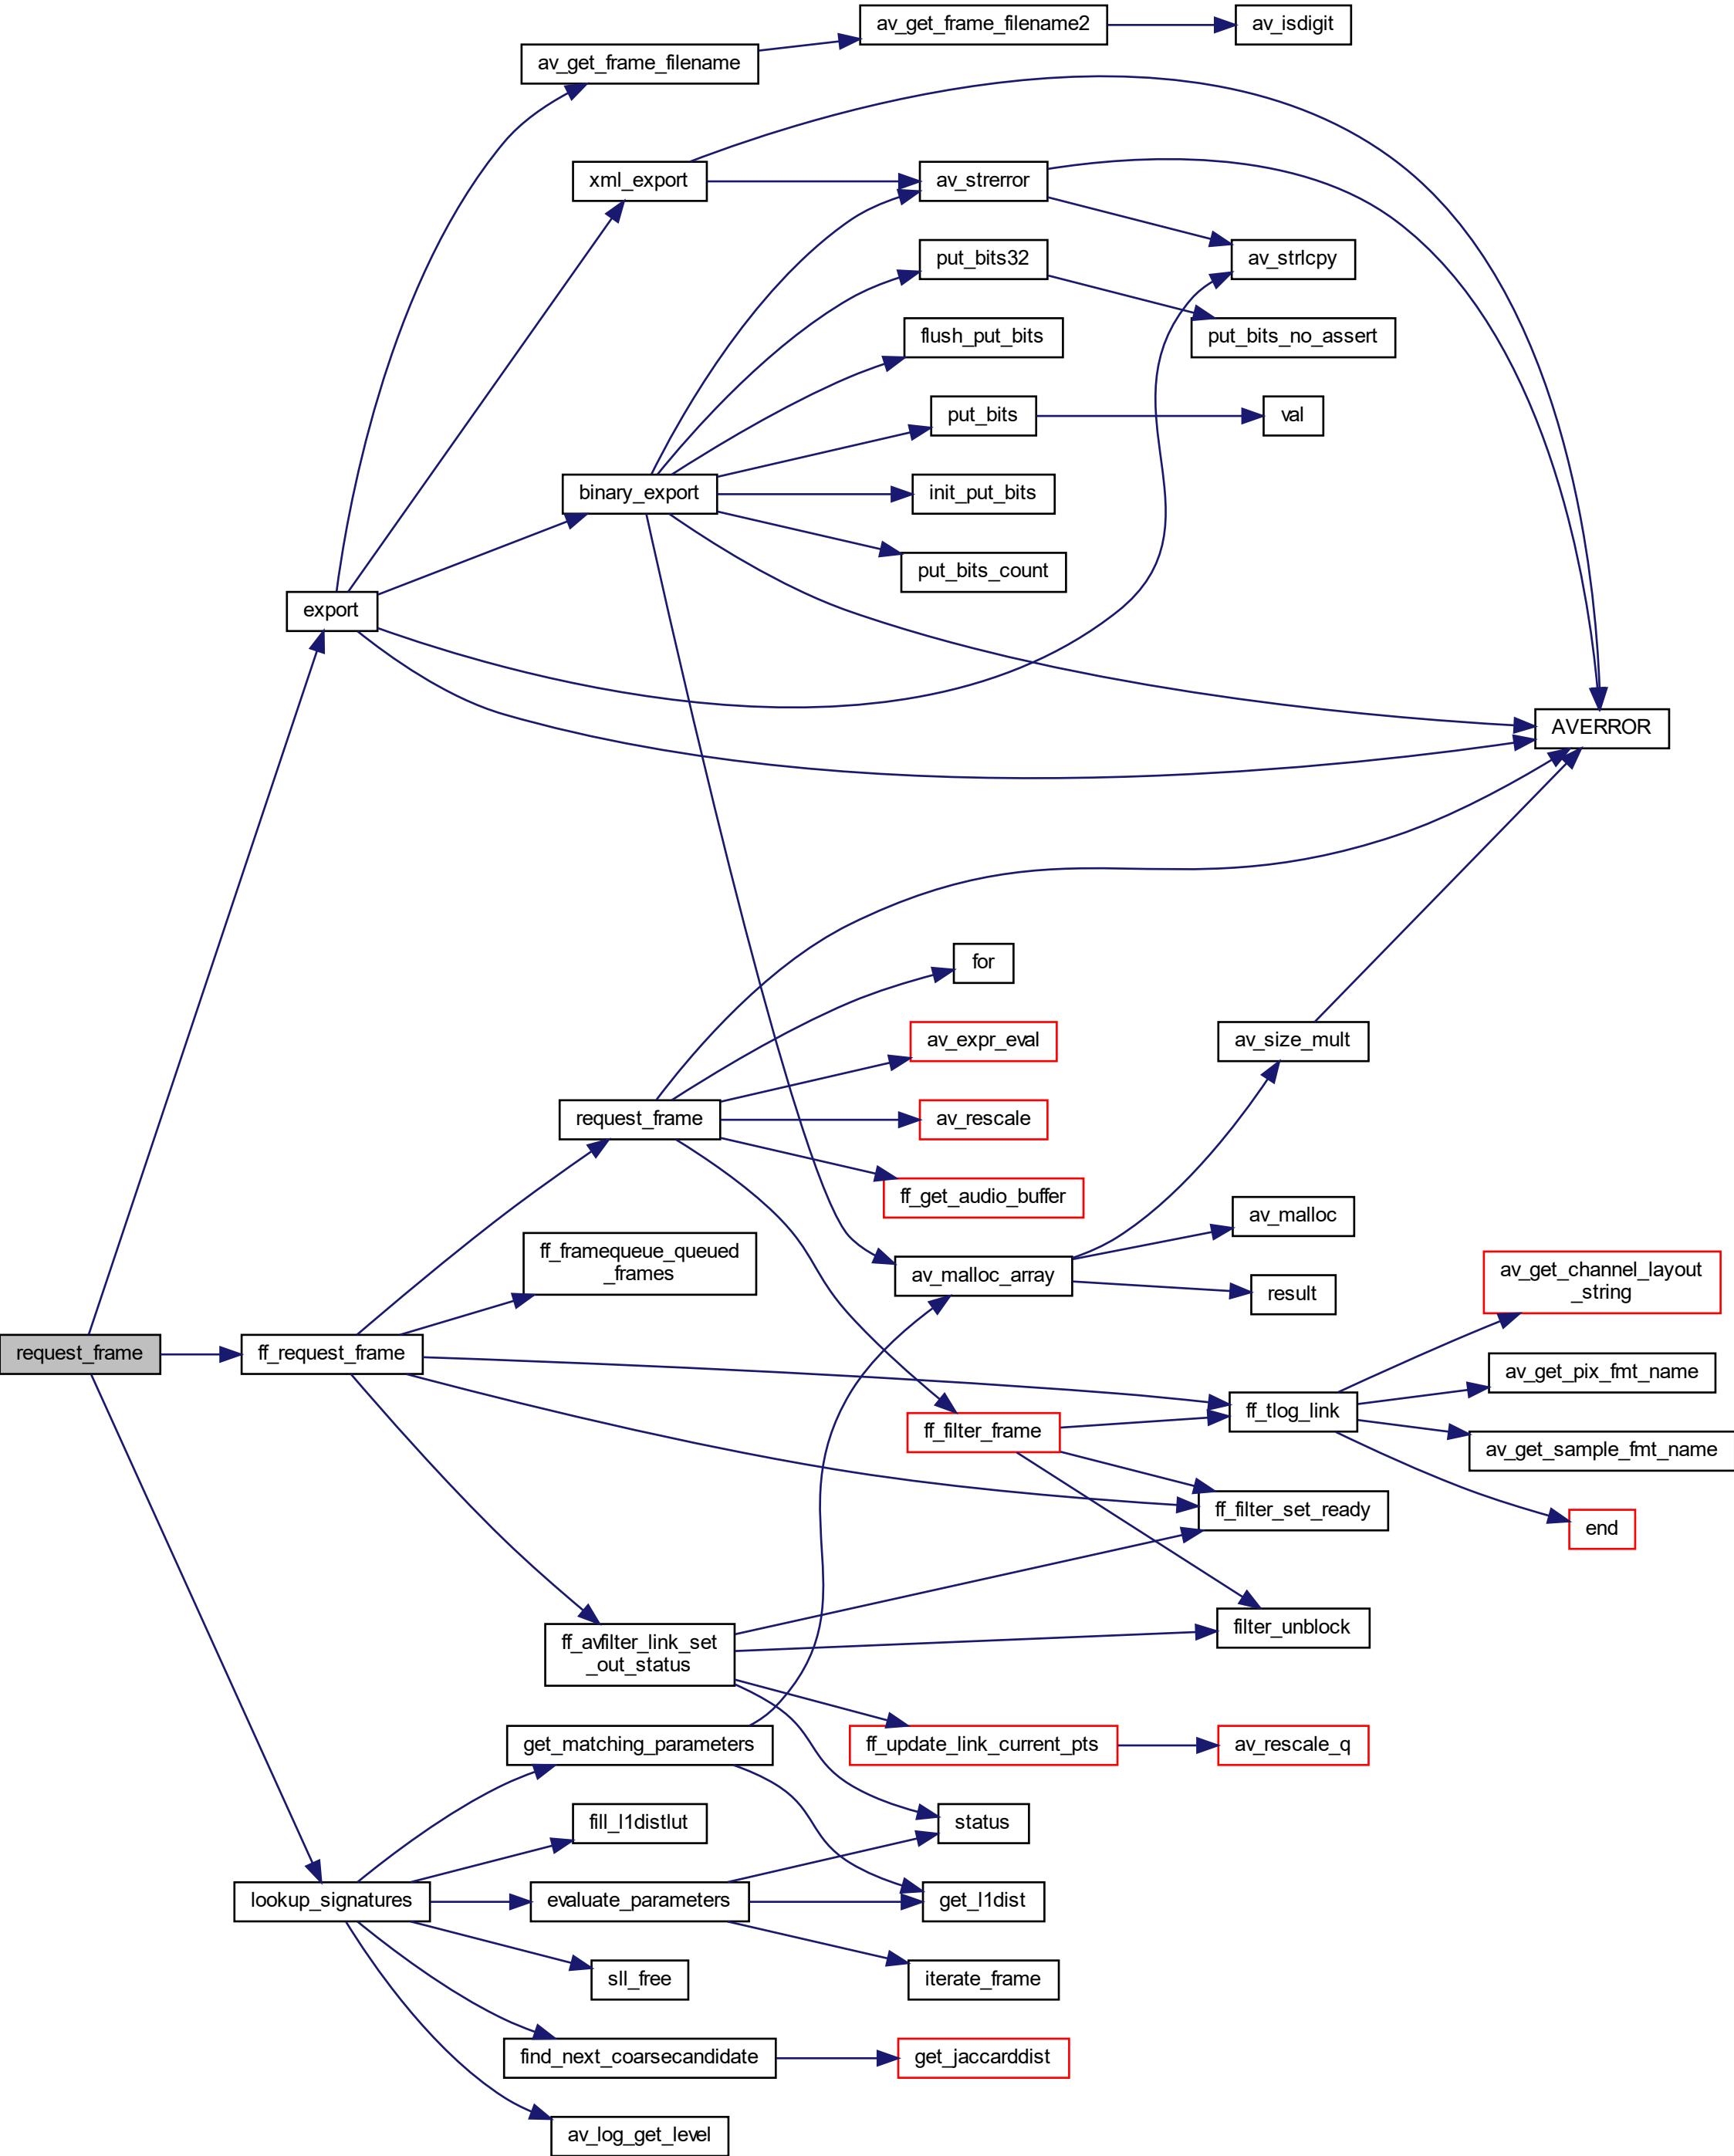 av_get_frame_filename2
av_isdigit
av_get_frame_filename
xml_export
av_strerror
put_bits32
av_strlcpy
flush_put_bits
put_bits_no_assert
put_bits
val
binary_export
init_put_bits
put_bits_count
export
AVERROR
for
av_expr_eval
av_size_mult
request_frame
av_rescale
ff_get_audio_buffer
av_malloc
ff_framequeue_queued
_frames
av_malloc_array
result
av_get_channel_layout
_string
request_frame
ff_request_frame
av_get_pix_fmt_name
ff_tlog_link
ff_filter_frame
av_get_sample_fmt_name
ff_filter_set_ready
end
filter_unblock
ff_avfilter_link_set
_out_status
get_matching_parameters
ff_update_link_current_pts
av_rescale_q
fill_l1distlut
status
lookup_signatures
evaluate_parameters
get_l1dist
sll_free
iterate_frame
find_next_coarsecandidate
get_jaccarddist
av_log_get_level